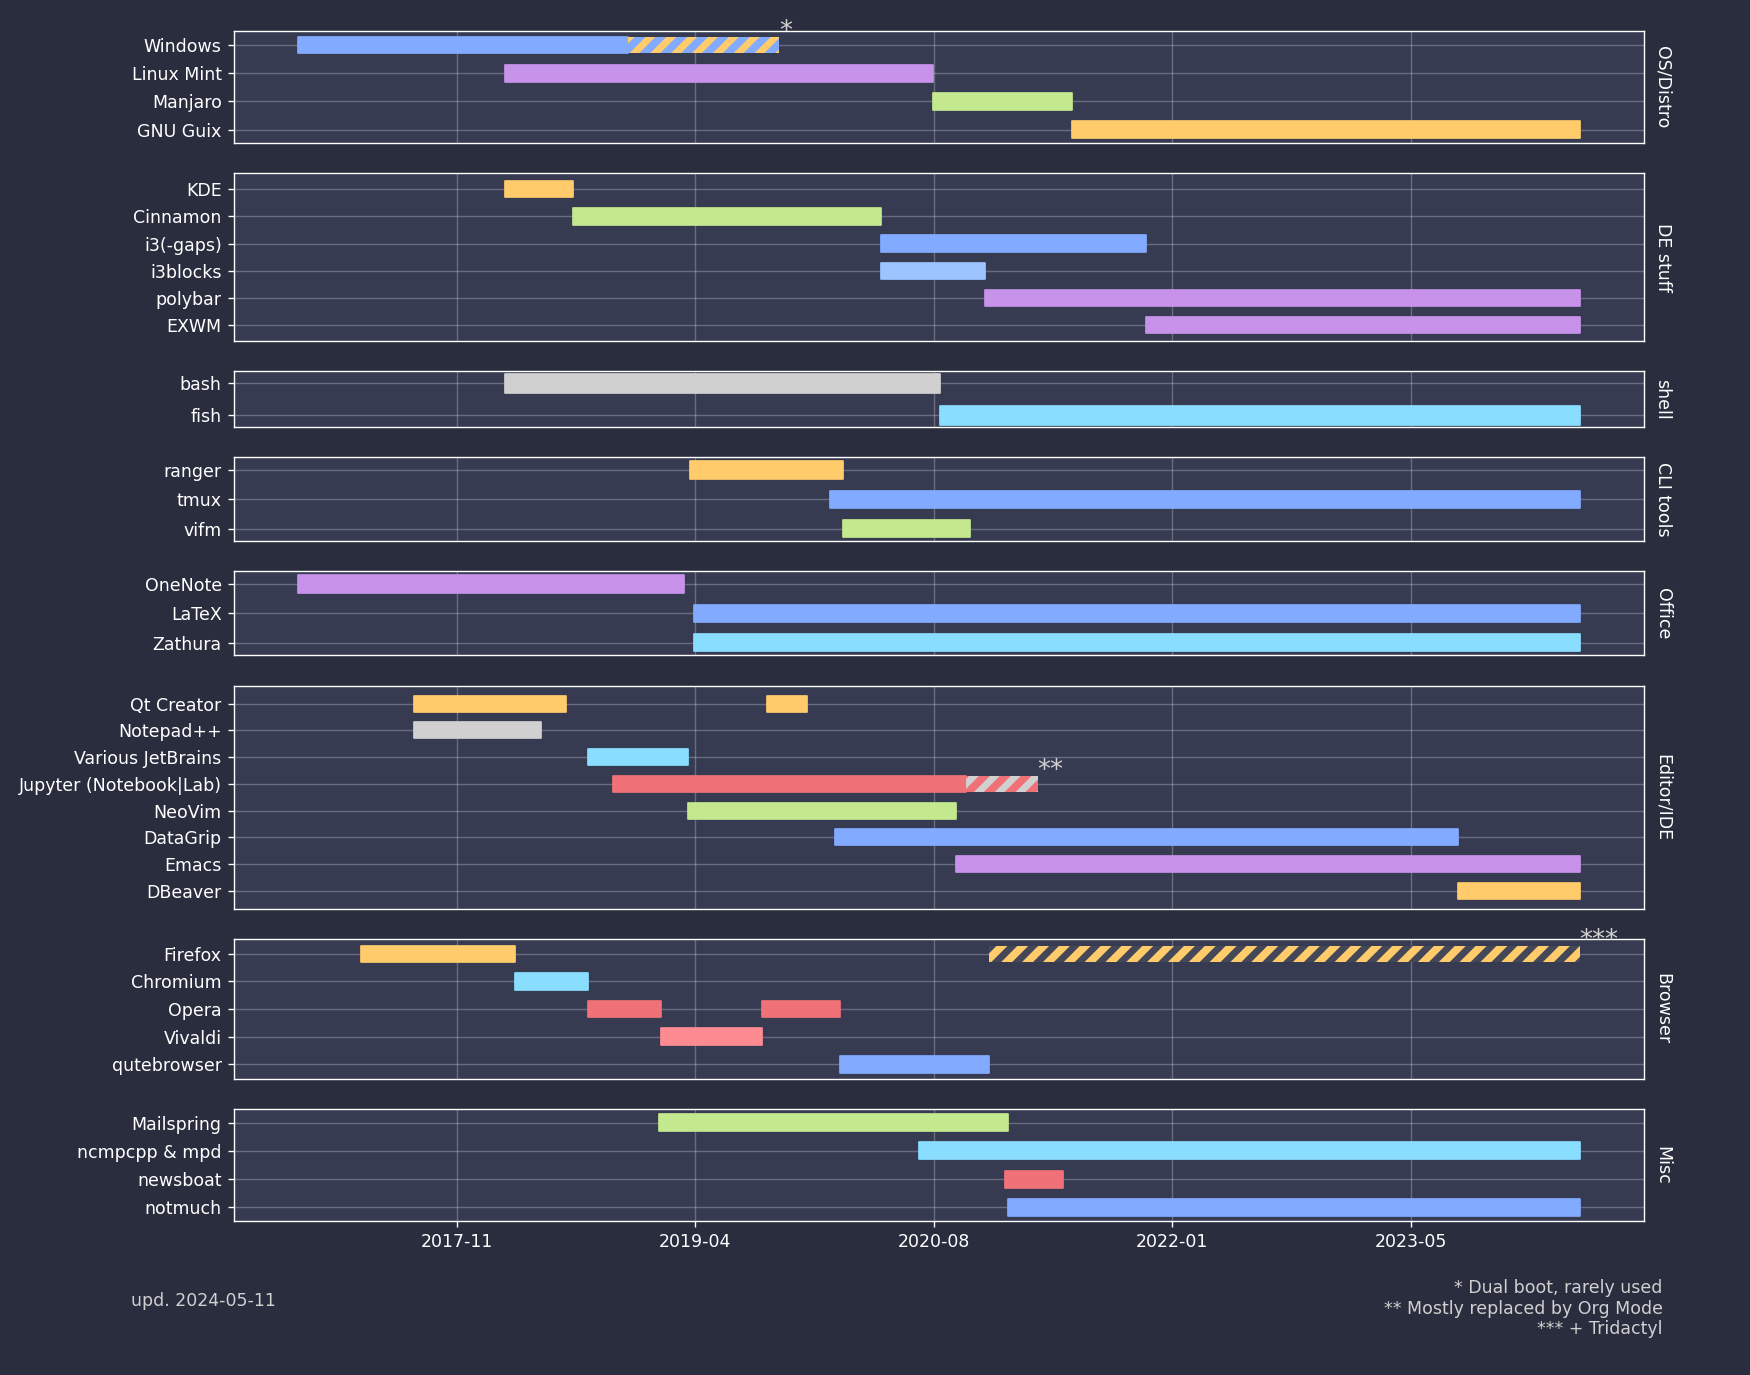 *
Windows
Linux Mint
Manjaro
GNU Guix
OS/Distro
KDE
Cinnamon
i3(-gaps)
i3blocks
polybar
EXWM
DE stuff
bash
fish
shell
ranger
tmux
vifm
CLI tools
OneNote
LaTeX
Zathura
Office
Qt Creator
Notepad++
Various JetBrains
**
Jupyter (Notebook|Lab)
NeoVim
DataGrip
Emacs
DBeaver
Editor/IDE
***
Firefox
Chromium
Opera
Vivaldi
qutebrowser
Browser
Mailspring
ncmpcpp & mpd
newsboat
notmuch
Misc
2017-11 2019-04 2020-08 2022-01 2023-05
upd. 2024-05-11
* Dual boot, rarely used
** Mostly replaced by Org Mode
*** + Tridactyl